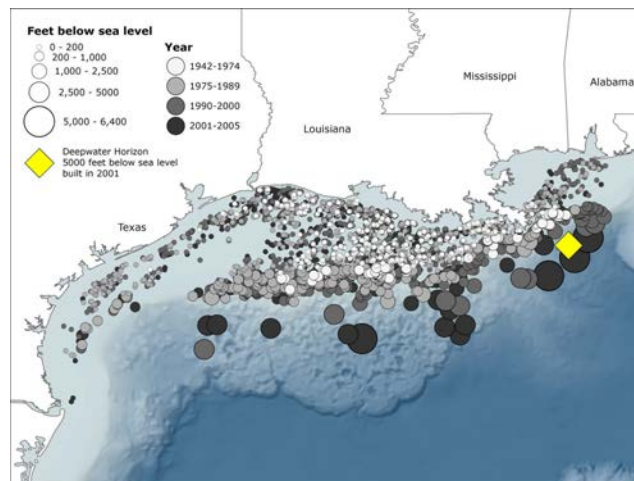 Feet below sea level
0 - 200
200 - 1,000
1,000 - 2,500
2,500 - 5000
5,000 - 6,400
Year
1942-1974
1975-1989
1990-2000
2001-2005
Deepwater Horizon
5000 feet below sea level
built in 2001
Mississippi
Alabama
Louisiana
Texas